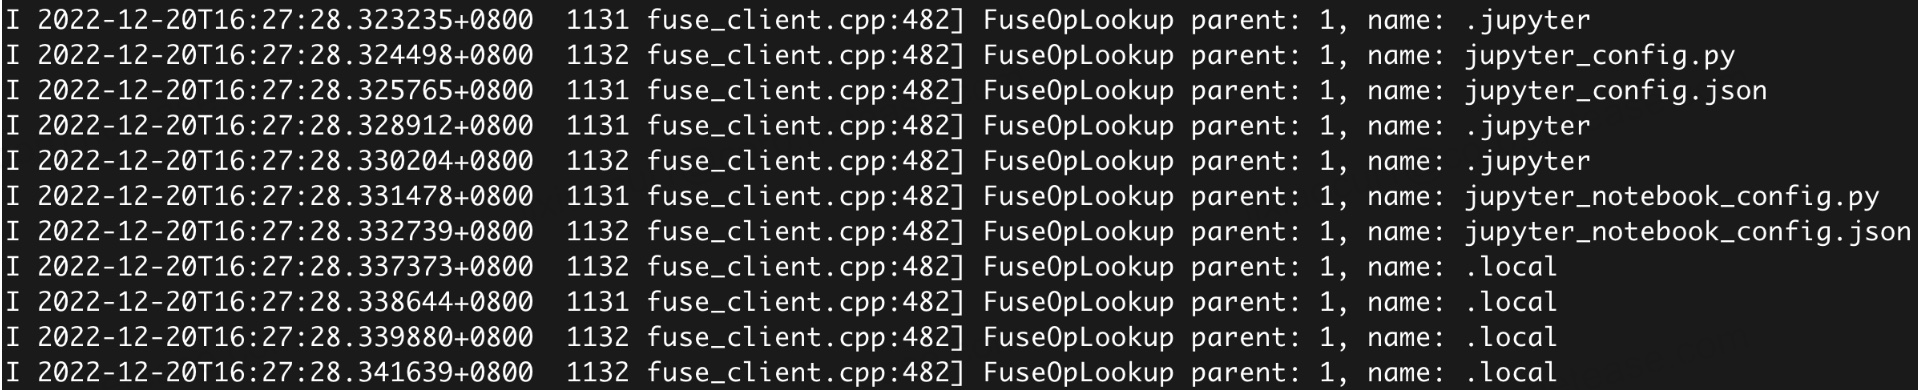 I 2022-12-20T16:27:28.323235+0800  1131 fuse_client.cpp:482] FuseOpLookup parent: 1, name: .jupyter
I 2022-12-20T16:27:28.324498+0800  1132 fuse_client.cpp:482] FuseOpLookup parent: 1, name: jupyter_config.py
I 2022-12-20T16:27:28.325765+0800  1131 fuse_client.cpp:482] FuseOpLookup parent: 1, name: jupyter_config.json
I 2022-12-20T16:27:28.328912+0800  1131 fuse_client.cpp:482] FuseOpLookup parent: 1, name: .jupyter
I 2022-12-20T16:27:28.330204+0800  1132 fuse_client.cpp:482] FuseOpLookup parent: 1, name: .jupyter
I 2022-12-20T16:27:28.331478+0800  1131 fuse_client.cpp:482] FuseOpLookup parent: 1, name: jupyter_notebook_config.py
I 2022-12-20T16:27:28.332739+0800  1132 fuse_client.cpp:482] FuseOpLookup parent: 1, name: jupyter_notebook_config.json
I 2022-12-20T16:27:28.337373+0800  1132 fuse_client.cpp:482] FuseOpLookup parent: 1, name: .local
I 2022-12-20T16:27:28.338644+0800  1131 fuse_client.cpp:482] FuseOpLookup parent: 1, name: .local
I 2022-12-20T16:27:28.339880+0800  1132 fuse_client.cpp:482] FuseOpLookup parent: 1, name: .local
I 2022-12-20T16:27:28.341639+0800  1132 fuse_client.cpp:482] FuseOpLookup parent: 1, name: .local